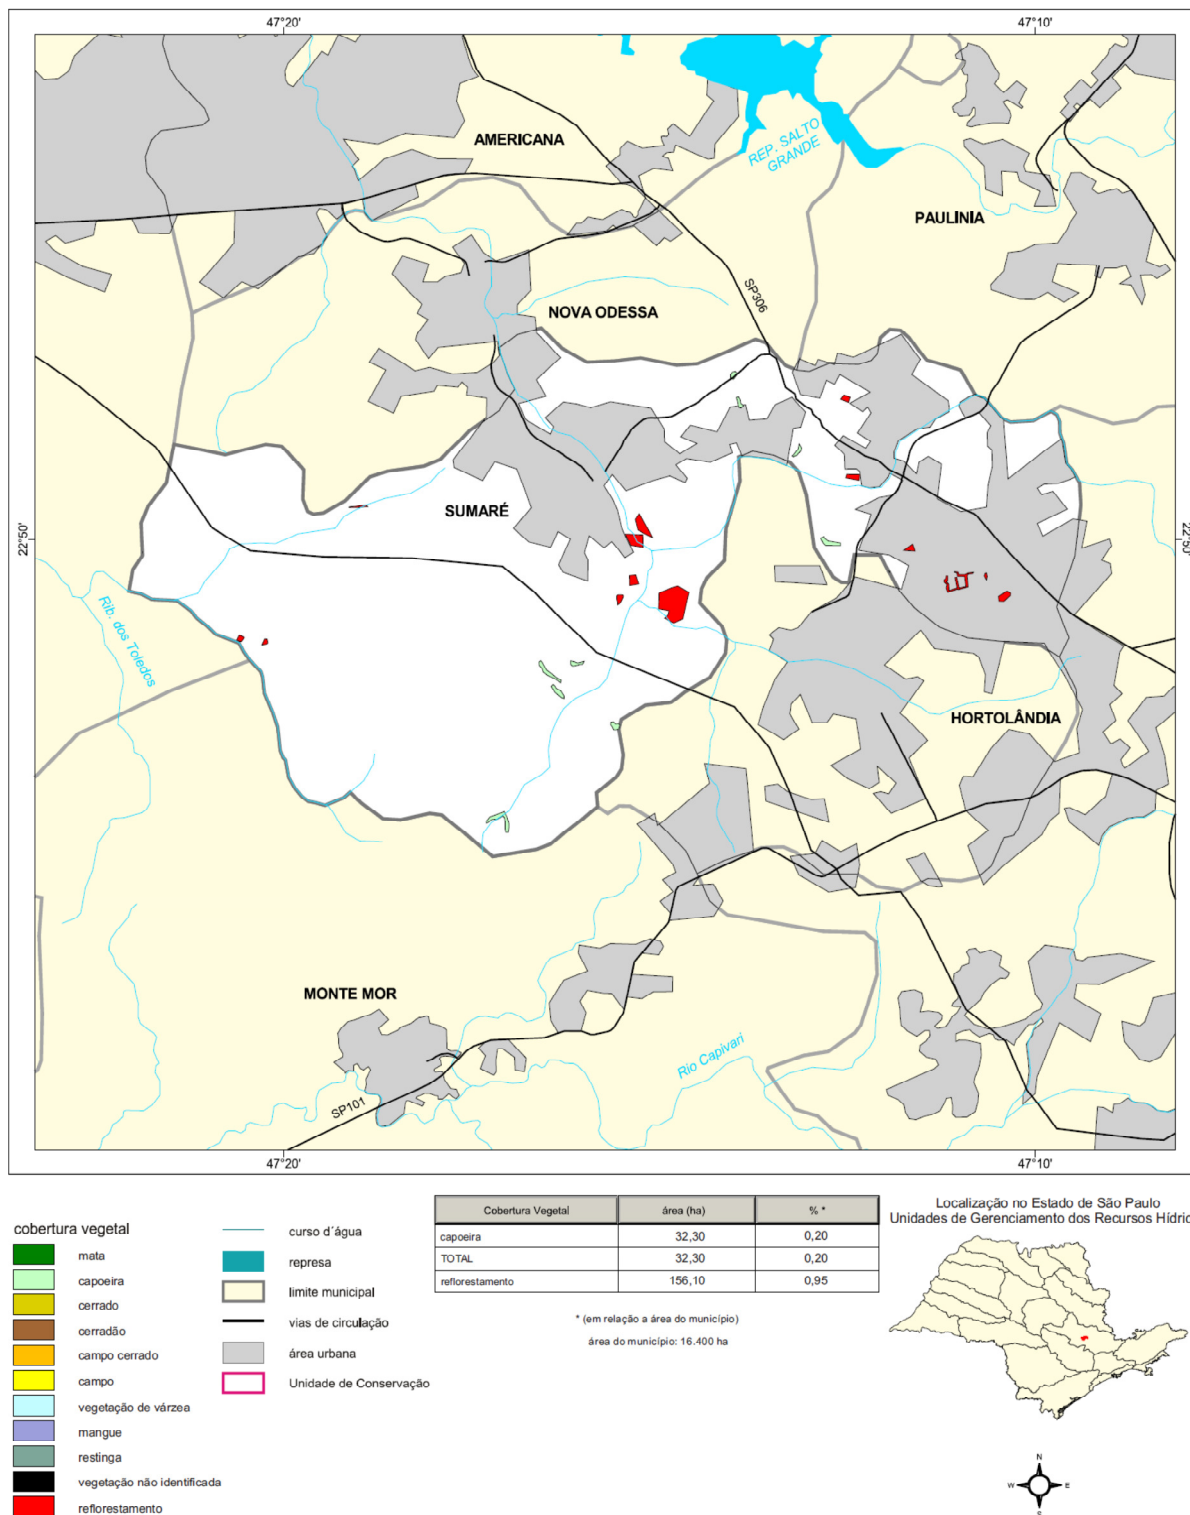 47°20'
47°10'
AMERICANA
REP. SALTO
GRANDE
PAULINIA
SP306
NOVA ODESSA
SUMARÉ
22°50'
22°50'
Rib. dos Toledos
HORTOLÂNDIA
MONTE MOR
Rio Capivari
SP101
47°20'
47°10'
cobertura vegetal
mata
capoeira
cerrado
cerradão
campo cerrado
campo
vegetação de várzea
mangue
restinga
vegetação não identificada
reflorestamento
curso d´água
represa
limite municipal
vias de circulação
área urbana
Unidade de Conservação
Cobertura Vegetal área (ha) % *
capoeira 32,30 0,20
TOTAL 32,30 0,20
reflorestamento 156,10 0,95
* (em relação a área do município)
área do município: 16.400 ha
Localização no Estado de São Paulo
Unidades de Gerenciamento dos Recursos Hídric
N
W E